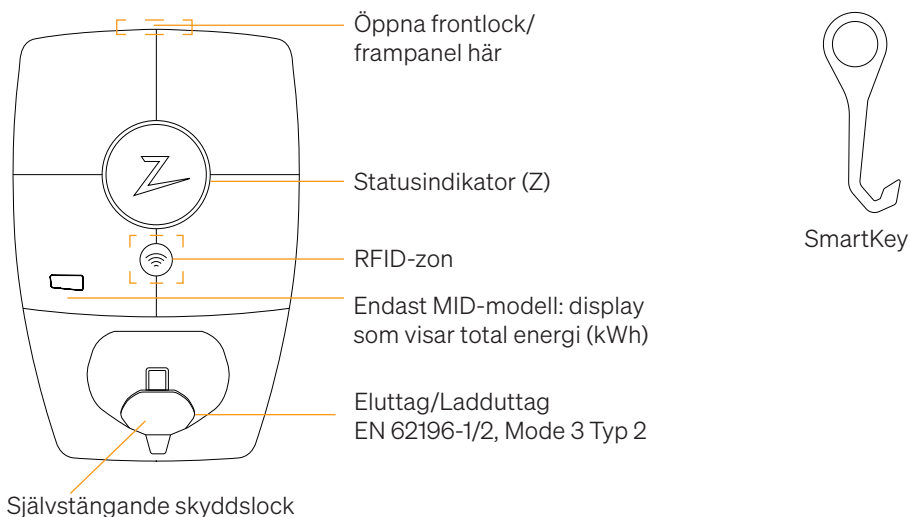 Öppna frontlock/
frampanel här
Statusindikator (Z)
SmartKey
RFID-zon
Endast MID-modell: display
som visar total energi (kWh)
Eluttag/Ladduttag
EN 62196-1/2, Mode 3 Typ 2
Självstängande skyddslock